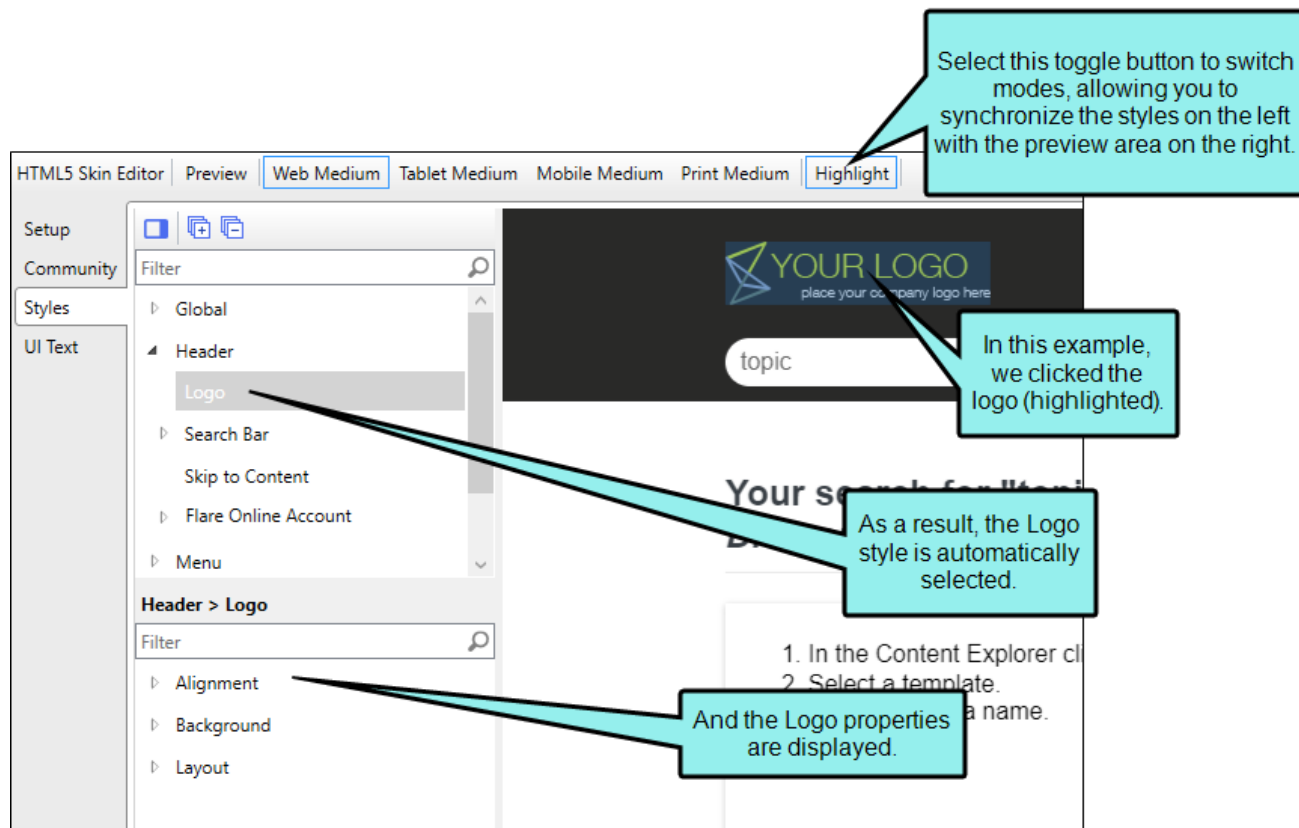 Select this toggle button to switch
modes, allowing you to
synchronize the styles on the left
with the preview area on the right.
HTML5 Skin Editor Preview Web Medium Tablet Medium Mobile Medium Print Medium Highlight
Setup
Community
Styles
UI Text
Filter
Global
Header
Logo
Search Bar
Skip to Content
Flare Online Account
Menu
Header > Logo
Filter
Alignment
Background
Layout
YOUR LOGO
place your company logo here
topic
In this example,
we clicked the
logo (highlighted).
Your search for "topi
As a result, the Logo
style is automatically
selected.
1. In the Content Explorer cli
2. Select a template.
a name.
And the Logo properties
are displayed.